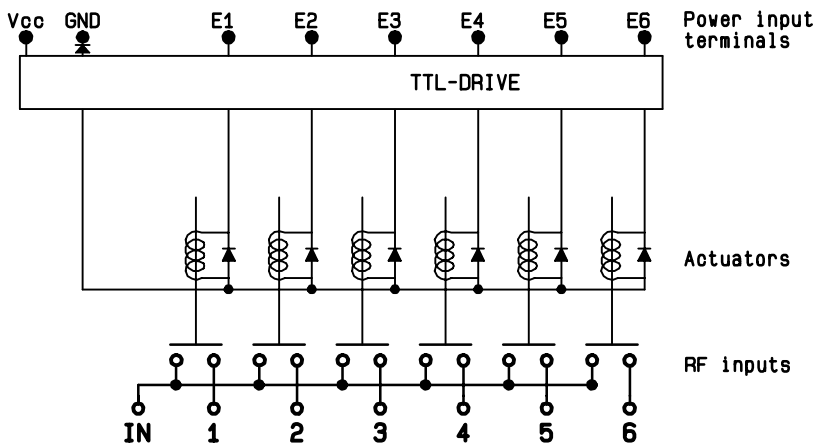 Vcc GND E1 E2 E3 E4 E5 E6 Power input
terminals
TTL-DRIVE
Actuators
RF inputs
IN 1 2 3 4 5 6